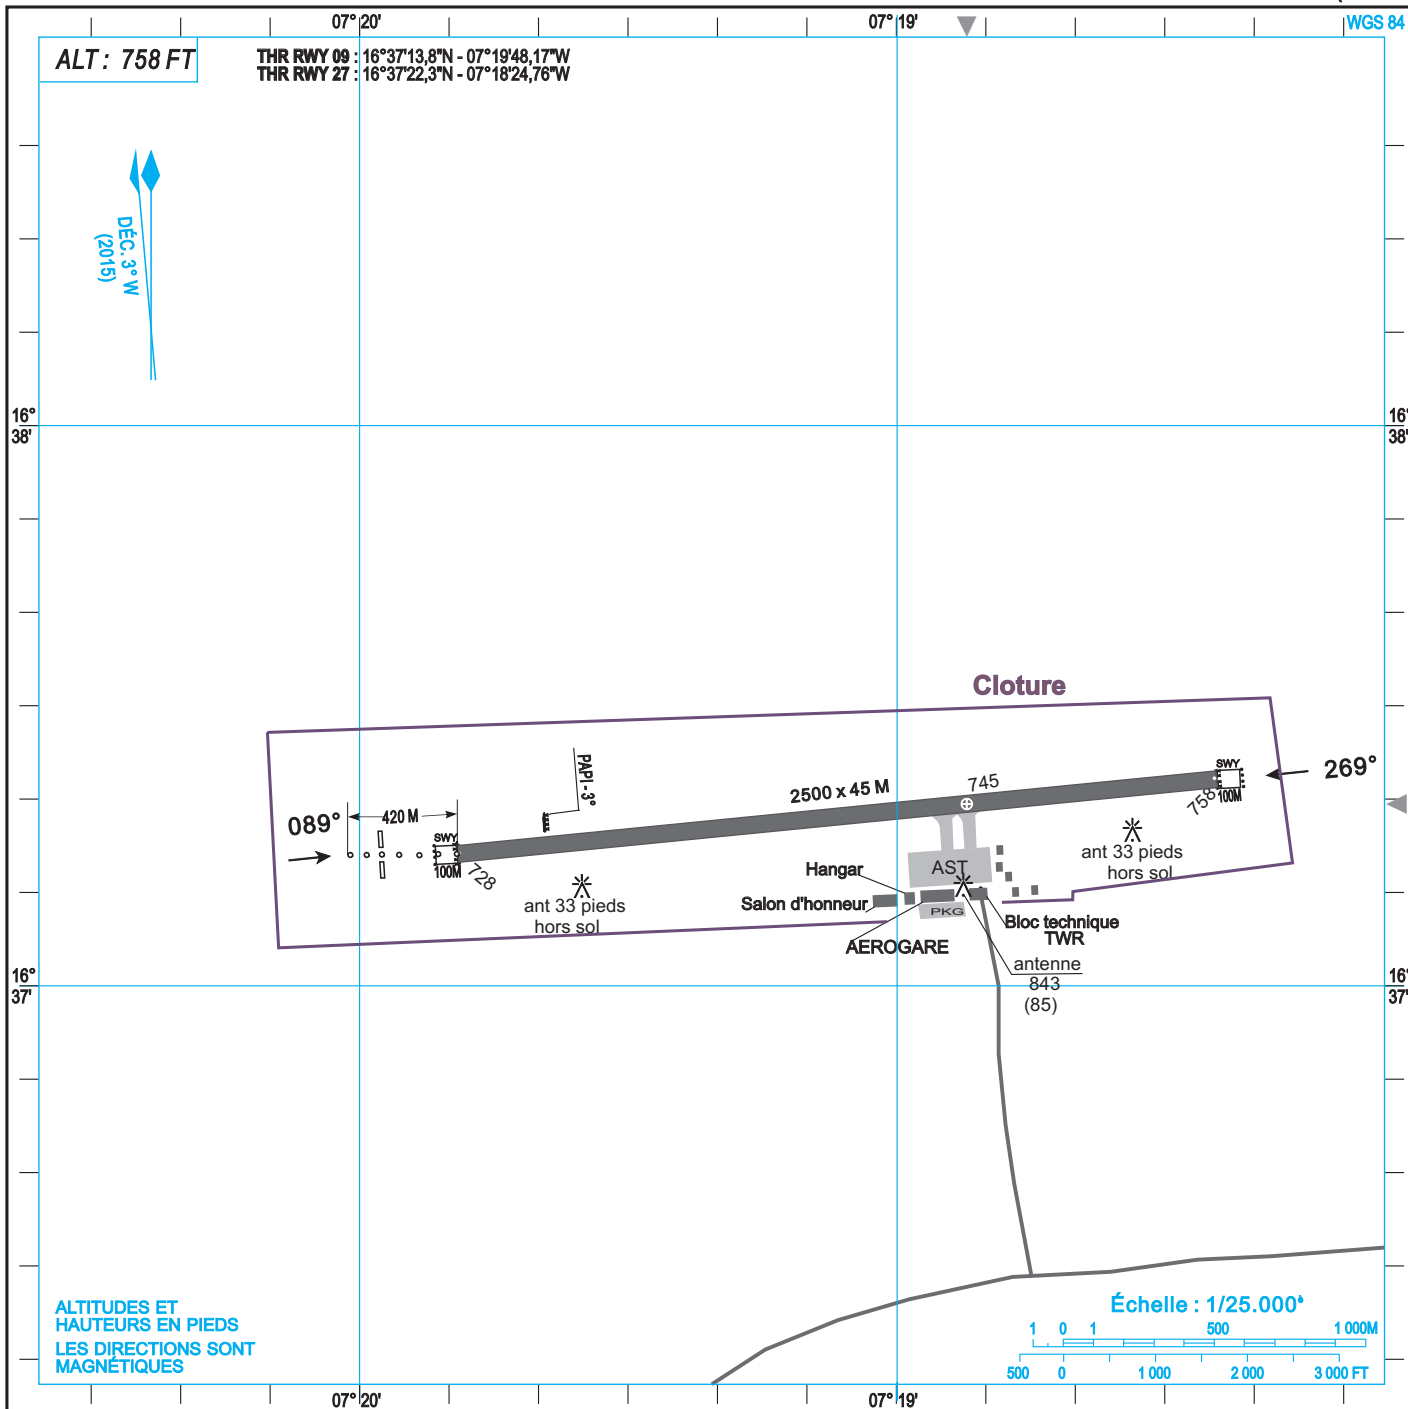 07° 20'
07° 19'
WGS 84
ALT : 758 FT
THR RWY 09 : 16°37'13,8"N - 07°19'48,17"W
THR RWY 27 : 16°37'22,3"N - 07°18'24,76"W
DÉC. 3° W
(2015)
16°
38'
16°
38'
Cloture
PAPI - 3°
2500 x 45 M
745
SWY
758
100M
269°
089°
420 M
SWY
100M
728
ant 33 pieds
hors sol
ant 33 pieds
hors sol
AST
Hangar
Salon d'honneur
PKG
AEROGARE
Bloc technique
TWR
antenne
843
(85)
16°
37'
16°
37'
ALTITUDES ET
HAUTEURS EN PIEDS
LES DIRECTIONS SONT
MAGNÉTIQUES
Échelle : 1/25.000°
1 0 1 500 1 000M
500 0 1 000 2 000 3 000 FT
07° 20'
07° 19'